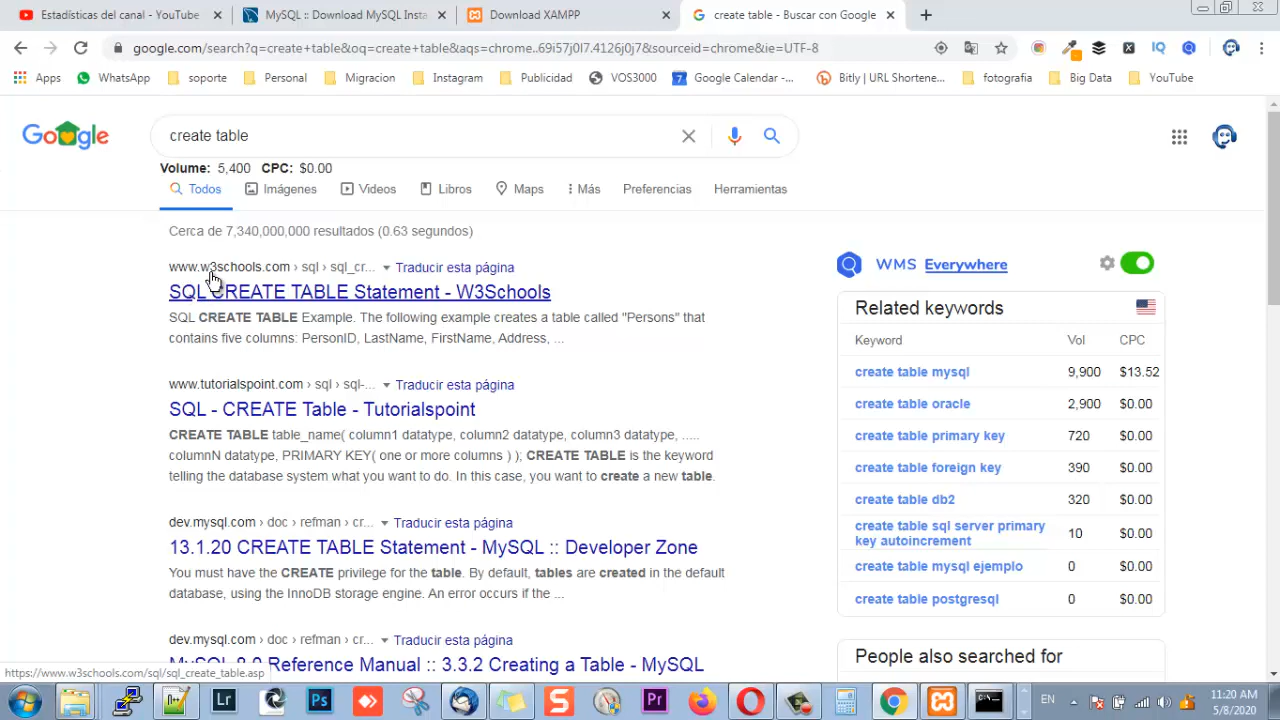 Estadísticas del canal - YouTube
MySQL :: Download MySQL Insta
Download XAMPP
create table - Buscar con Google
google.com/search?q=create+table&oq=create+table&aqs=chrome..69i57j0l7.4126j0j7&sourceid=chrome&ie=UTF-8
IQ
Apps
WhatsApp
soporte
Personal
Migracion
Instagram
Publicidad
VOS3000
7 Google Calendar -...
Bitly | URL Shortene...
fotografia
Big Data
YouTube
Google
create table
Volume: 5,400 CPC: $0.00
Todos
Imágenes
Videos
Libros
Maps
Más
Preferencias
Herramientas
Cerca de 7,340,000,000 resultados (0.63 segundos)
www.w3schools.com › sql › sql_cr... Traducir esta página
SQL CREATE TABLE Statement - W3Schools
SQL CREATE TABLE Example. The following example creates a table called "Persons" that
contains five columns: PersonID, LastName, FirstName, Address, ...
www.tutorialspoint.com › sql › sql-... Traducir esta página
SQL - CREATE Table - Tutorialspoint
CREATE TABLE table_name( column1 datatype, column2 datatype, column3 datatype, .....
columnN datatype, PRIMARY KEY( one or more columns ) ); CREATE TABLE is the keyword
telling the database system what you want to do. In this case, you want to create a new table.
dev.mysql.com › doc › refman › cr... Traducir esta página
13.1.20 CREATE TABLE Statement - MySQL :: Developer Zone
You must have the CREATE privilege for the table. By default, tables are created in the default
database, using the InnoDB storage engine. An error occurs if the ...
dev.mysql.com › doc › refman › cr... Traducir esta página
MySQL 8.0 Reference Manual :: 3.3.2 Creating a Table - MySQL
WMS Everywhere
Related keywords
Keyword Vol CPC
create table mysql 9,900 $13.52
create table oracle 2,900 $0.00
create table primary key 720 $0.00
create table foreign key 390 $0.00
create table db2 320 $0.00
create table sql server primary
key autoincrement 10 $0.00
create table mysql ejemplo 0 $0.00
create table postgresql 0 $0.00
People also searched for
https://www.w3schools.com/sql/sql_create_table.asp
Lr
Ps
S
Pr
EN
11:20 AM
5/8/2020